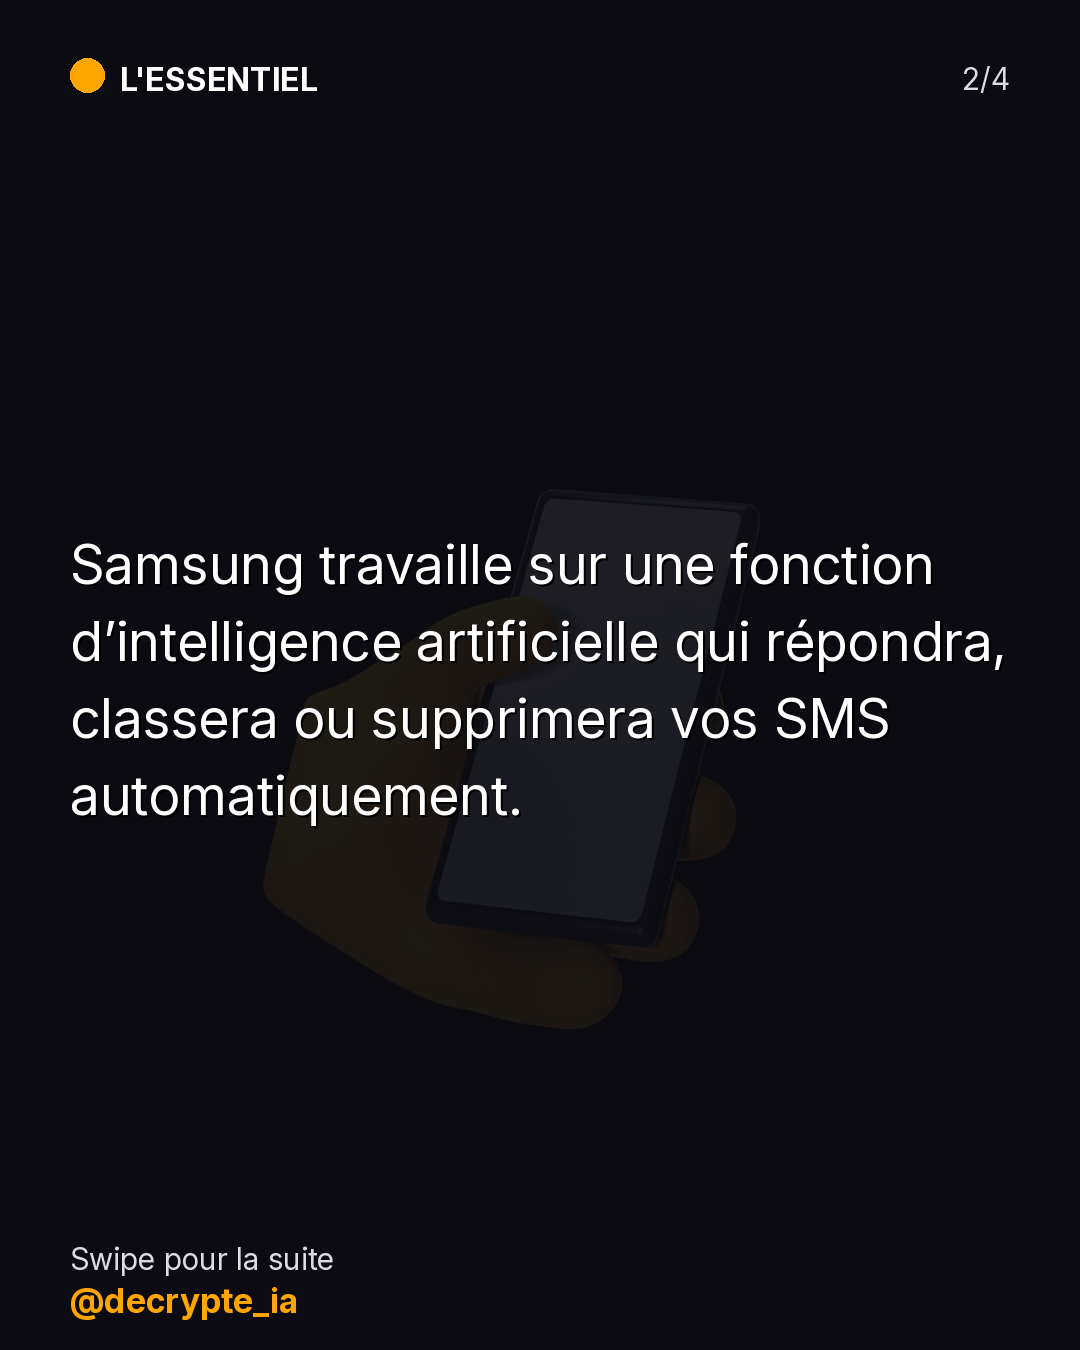 L'ESSENTIEL
2/4
Samsung travaille sur une fonction
d’intelligence artificielle qui répondra,
classera ou supprimera vos SMS
automatiquement.
Swipe pour la suite
@decrypte_ia